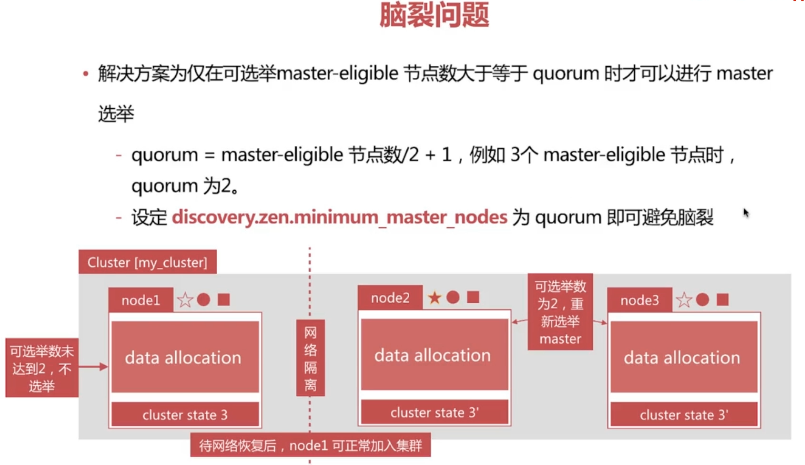 脑裂问题
• 解决方案为仅在可选举master-eligible 节点数大于等于 quorum 时才可以进行 master
选举
- quorum = master-eligible 节点数/2 + 1，例如 3个 master-eligible 节点时，
quorum 为2。
- 设定 discovery.zen.minimum_master_nodes 为 quorum 即可避免脑裂
Cluster [my_cluster]
node1
node2
可选举数
为2，重
新选举
master
node3
可选举数未
达到2，不
选举
网
络
隔
离
data allocation
data allocation
data allocation
cluster state 3
cluster state 3'
cluster state 3'
待网络恢复后，node1 可正常加入集群